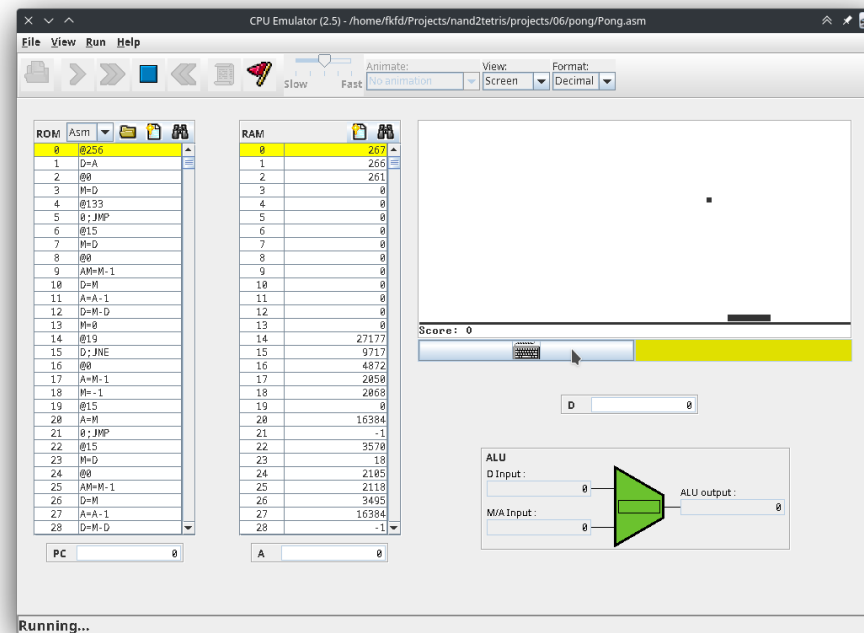 CPU Emulator (2.5) - /home/fkfd/Projects/nand2tetris/projects/06/pong/Pong.asm
File View Run Help
Slow Fast
Animate:
No animation
View:
Screen
Format:
Decimal
ROM Asm
0 @256
1 D=A
2 @0
3 M=D
4 @133
5 0;JMP
6 @15
7 M=D
8 @0
9 AM=M-1
10 D=M
11 A=A-1
12 D=M-D
13 M=0
14 @19
15 D;JNE
16 @0
17 A=M-1
18 M=-1
19 @15
20 A=M
21 0;JMP
22 @15
23 M=D
24 @0
25 AM=M-1
26 D=M
27 A=A-1
28 D=M-D
PC 0
RAM
0 267
1 266
2 261
3 0
4 0
5 0
6 0
7 0
8 0
9 0
10 0
11 0
12 0
13 0
14 27177
15 9717
16 4872
17 2050
18 2068
19 0
20 16384
21 -1
22 3570
23 18
24 2105
25 2118
26 3495
27 16384
28 -1
A 0
Score: 0
D 0
ALU
D Input :
0
M/A Input :
0
ALU output :
0
Running...